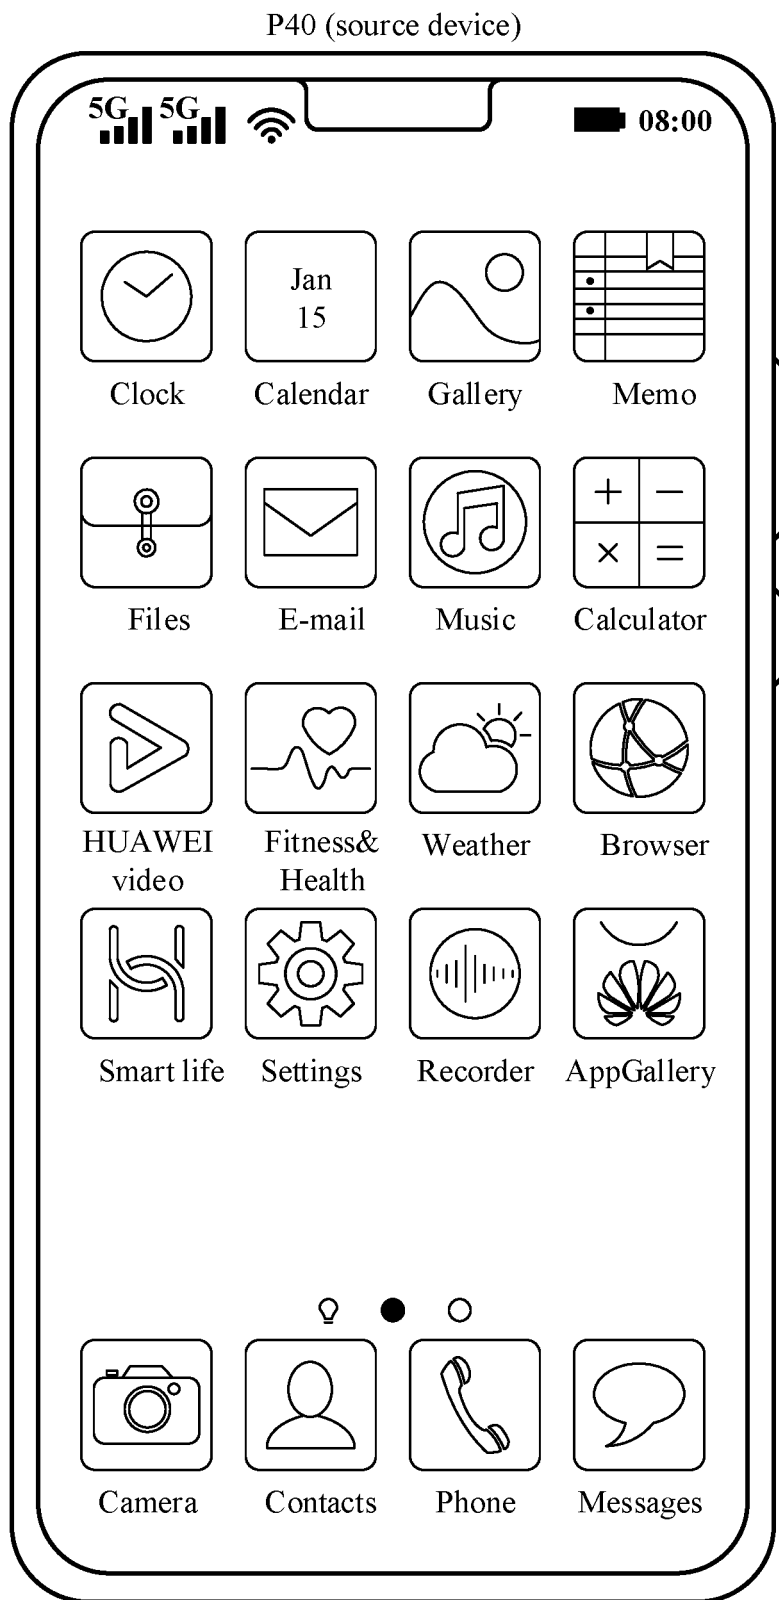 P40 (source device)
5G 5G 08:00
Jan
15
Clock Calendar Gallery Memo
Files E-mail Music Calculator
HUAWEI Fitness& Weather Browser
video Health
Smart life Settings Recorder AppGallery
Camera Contacts Phone Messages